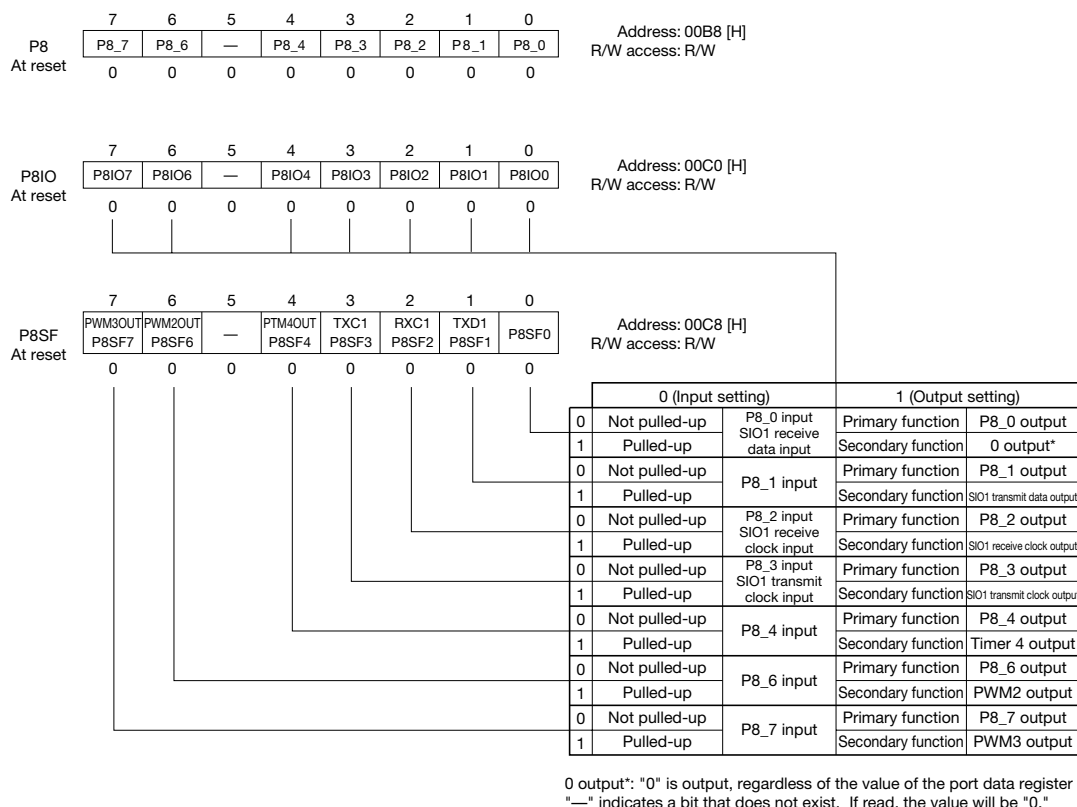 7 6 5 4 3 2 1 0
P8 P8_7 P8_6 — P8_4 P8_3 P8_2 P8_1 P8_0 Address: 00B8 [H]
At reset 0 0 0 0 0 0 0 0 R/W access: R/W
7 6 5 4 3 2 1 0
P8IO P8IO7 P8IO6 — P8IO4 P8IO3 P8IO2 P8IO1 P8IO0 Address: 00C0 [H]
At reset 0 0 0 0 0 0 0 0 R/W access: R/W
7 6 5 4 3 2 1 0
PWM3OUT PWM2OUT PTM4OUT TXC1 RXC1 TXD1
P8SF P8SF7 P8SF6 — P8SF4 P8SF3 P8SF2 P8SF1 P8SF0 Address: 00C8 [H]
At reset 0 0 0 0 0 0 0 0 R/W access: R/W
0 (Input setting) 1 (Output setting)
0 Not pulled-up P8_0 input Primary function P8_0 output
SIO1 receive
1 Pulled-up data input Secondary function 0 output*
0 Not pulled-up P8_1 input Primary function P8_1 output
1 Pulled-up Secondary function SIO1 transmit data output
0 Not pulled-up P8_2 input Primary function P8_2 output
SIO1 receive
1 Pulled-up clock input Secondary function SIO1 receive clock output
0 Not pulled-up P8_3 input Primary function P8_3 output
SIO1 transmit
1 Pulled-up clock input Secondary function SIO1 transmit clock output
0 Not pulled-up P8_4 input Primary function P8_4 output
1 Pulled-up Secondary function Timer 4 output
0 Not pulled-up P8_6 input Primary function P8_6 output
1 Pulled-up Secondary function PWM2 output
0 Not pulled-up P8_7 input Primary function P8_7 output
1 Pulled-up Secondary function PWM3 output
0 output*: "0" is output, regardless of the value of the port data register
"—" indicates a bit that does not exist. If read, the value will be "0."